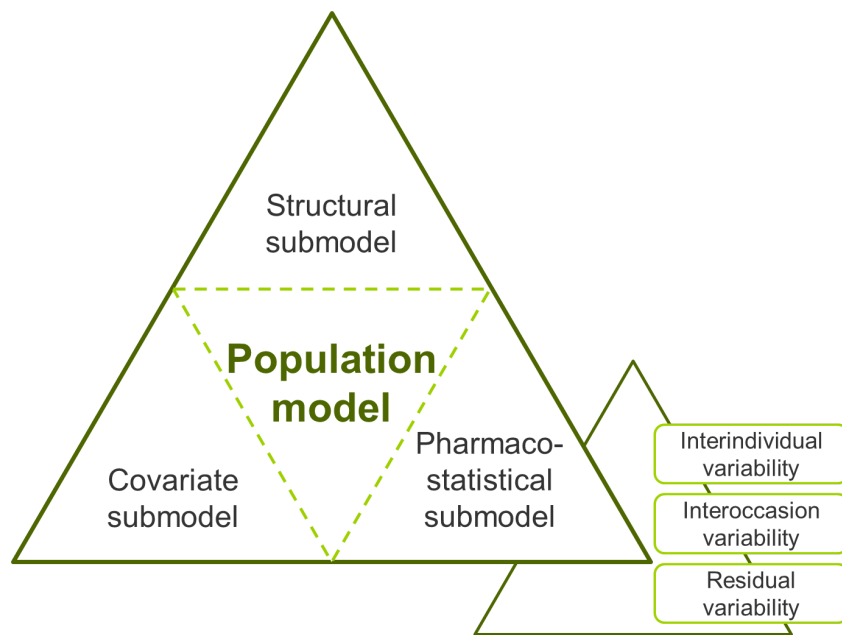 Structural
submodel
Population
model
Covariate
submodel
Pharmaco-
statistical
submodel
Interindividual
variability
Interoccasion
variability
Residual
variability